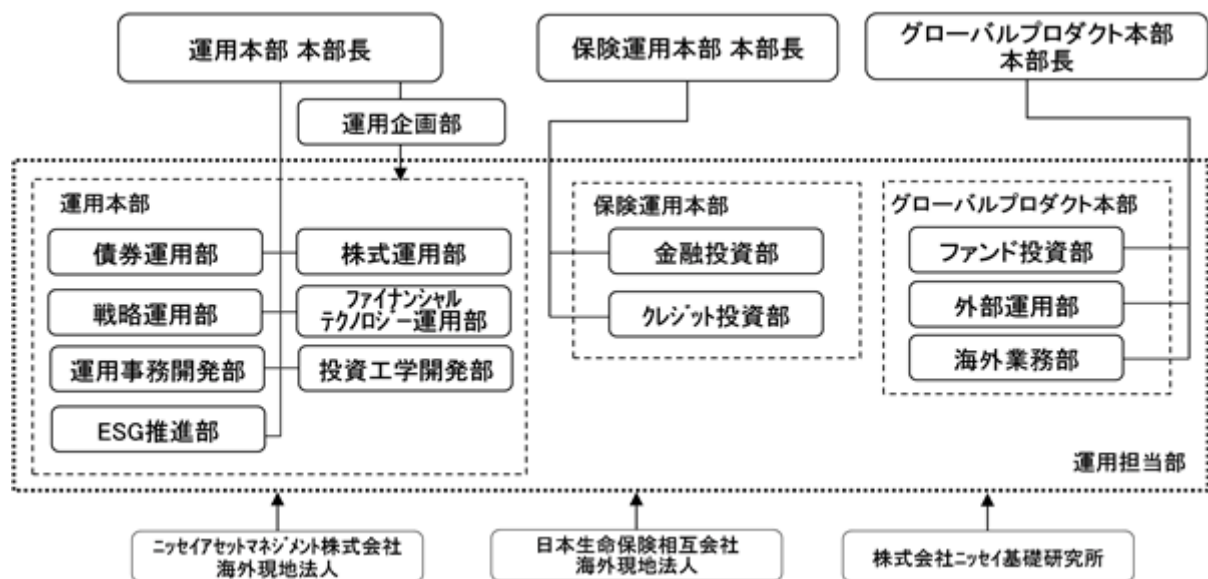 運用本部 本部長
保険運用本部 本部長
グローバルプロダクト本部
本部長
運用企画部
運用本部
債券運用部
株式運用部
戦略運用部
ファイナンシャル
テクノロジー運用部
運用事務開発部
投資工学開発部
ESG推進部
保険運用本部
金融投資部
クレジット投資部
グローバルプロダクト本部
ファンド投資部
外部運用部
海外業務部
運用担当部
ニッセイアセットマネジメント株式会社
海外現地法人
日本生命保険相互会社
海外現地法人
株式会社ニッセイ基礎研究所